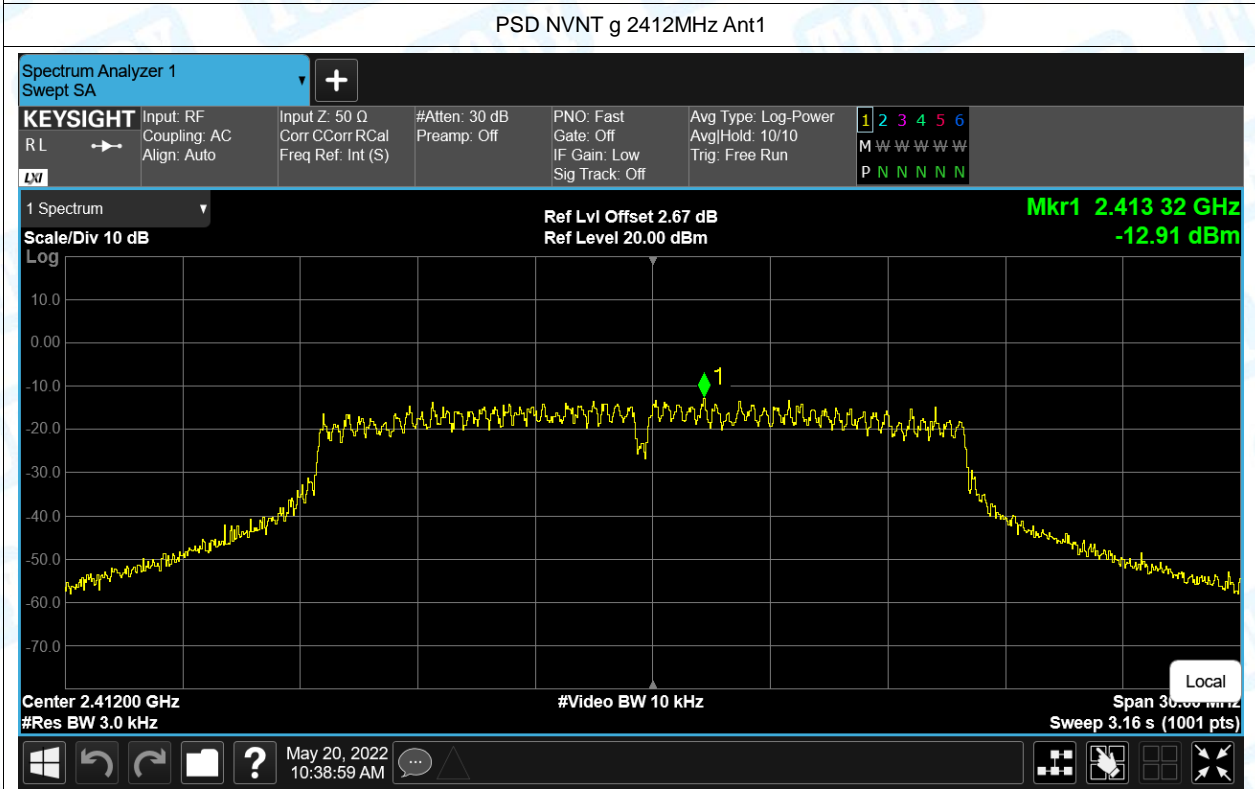 PSD NVNT g 2412MHz Ant1
Spectrum Analyzer 1
Swept SA
KEYSIGHT
R L
LXI
Input: RF
Coupling: AC
Align: Auto
Input Z: 50 Ω
Corr CCorr RCal
Freq Ref: Int (S)
#Atten: 30 dB
Preamp: Off
PNO: Fast
Gate: Off
IF Gain: Low
Sig Track: Off
Avg Type: Log-Power
Avg|Hold: 10/10
Trig: Free Run
1 2 3 4 5 6
M W W W W W W
P N N N N N
1 Spectrum
Scale/Div 10 dB
Ref Lvl Offset 2.67 dB
Ref Level 20.00 dBm
Mkr1 2.413 32 GHz
-12.91 dBm
Log
10.0
0.00
-10.0
-20.0
-30.0
-40.0
-50.0
-60.0
-70.0
1
Center 2.41200 GHz
#Res BW 3.0 kHz
#Video BW 10 kHz
Local
Span 30.00 MHz
Sweep 3.16 s (1001 pts)
?
May 20, 2022
10:38:59 AM